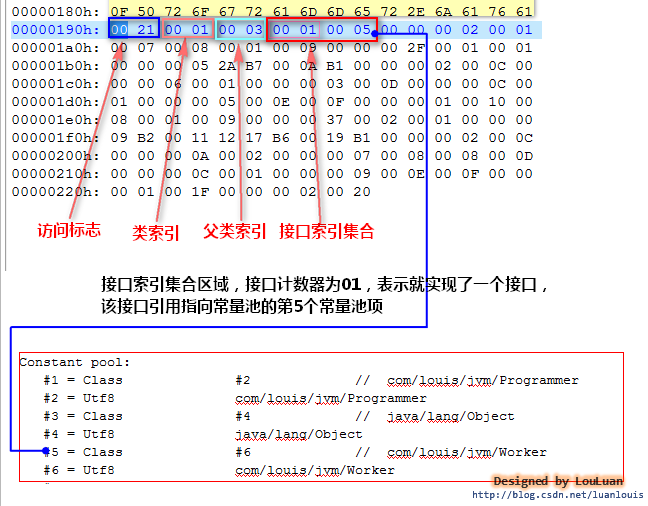 00000180h: 0F 50 72 6F 67 72 61 6D 6D 65 72 2E 6A 61 76 61
00000190h: 00 21 00 01 00 03 00 01 00 05 00 00 00 02 00 01
000001a0h: 00 07 00 08 00 01 00 09 00 00 00 2F 00 01 00 01
000001b0h: 00 00 00 05 2A B7 00 0A B1 00 00 00 02 00 0C 00
000001c0h: 00 00 06 00 01 00 00 00 03 00 0D 00 00 00 0C 00
000001d0h: 01 00 00 00 05 00 0E 00 0F 00 00 00 01 00 10 00
000001e0h: 08 00 01 00 09 00 00 00 37 00 02 00 01 00 00 00
000001f0h: 09 B2 00 11 12 17 B6 00 19 B1 00 00 00 02 00 0C
00000200h: 00 00 00 0A 00 02 00 00 00 07 00 08 00 08 00 0D
00000210h: 00 00 00 0C 00 01 00 00 00 09 00 0E 00 0F 00 00
00000220h: 00 01 00 1F 00 00 00 02 00 20
访问标志 类索引 父类索引 接口索引集合
接口索引集合区域，接口计数器为01，表示就实现了一个接口，
该接口引用指向常量池的第5个常量池项
Constant pool:
#1 = Class #2 // com/louis/jvm/Programmer
#2 = Utf8 com/louis/jvm/Programmer
#3 = Class #4 // java/lang/Object
#4 = Utf8 java/lang/Object
#5 = Class #6 // com/louis/jvm/Worker
#6 = Utf8 com/louis/jvm/Worker
Designed by LouLuan
http://blog.csdn.net/luanlouis